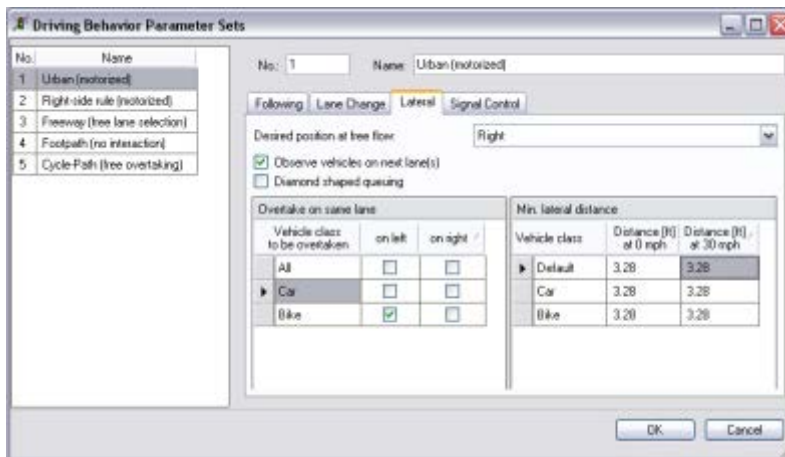 Driving Behavior Parameter Sets
No. Name
1 Urban (motorized)
2 Right-side rule (motorized)
3 Freeway (free lane selection)
4 Footpath (no interaction)
5 Cycle-Path (free overtaking)
No.: 1 Name: Urban (motorized)
Following Lane Change Lateral Signal Control
Desired position at free flow: Right
Observe vehicles on next lane(s)
Diamond shaped queuing
Overtake on same lane
Vehicle class to be overtaken on left on right
All
Car
Bike
Min. lateral distance
Vehicle class Distance [ft] at 0 mph Distance [ft] at 30 mph
Default 3.28 3.28
Car 3.28 3.28
Bike 3.28 3.28
OK Cancel